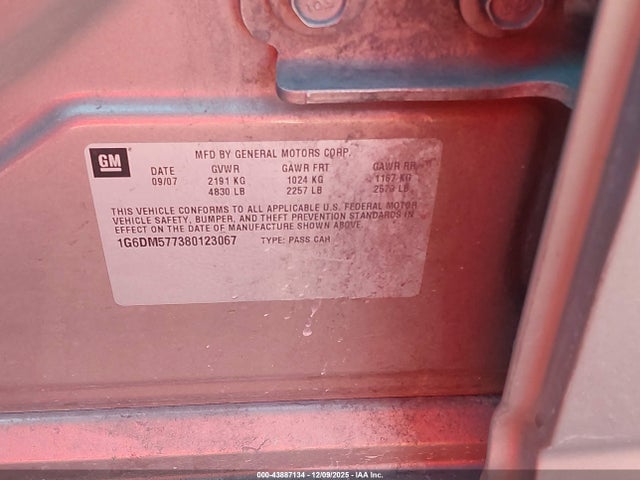 GM
MFD BY GENERAL MOTORS CORP.
DATE GVWR GAWR FRT GAWR RR
09/07 2191 KG 1024 KG 1167 KG
4830 LB 2257 LB 2573 LB
THIS VEHICLE CONFORMS TO ALL APPLICABLE U.S. FEDERAL MOTOR
VEHICLE SAFETY, BUMPER, AND THEFT PREVENTION STANDARDS IN
EFFECT ON THE DATE OF MANUFACTURE SHOWN ABOVE.
1G6DM577380123067 TYPE: PASS CAR
000-43887134 - 12/09/2025 - IAA Inc.